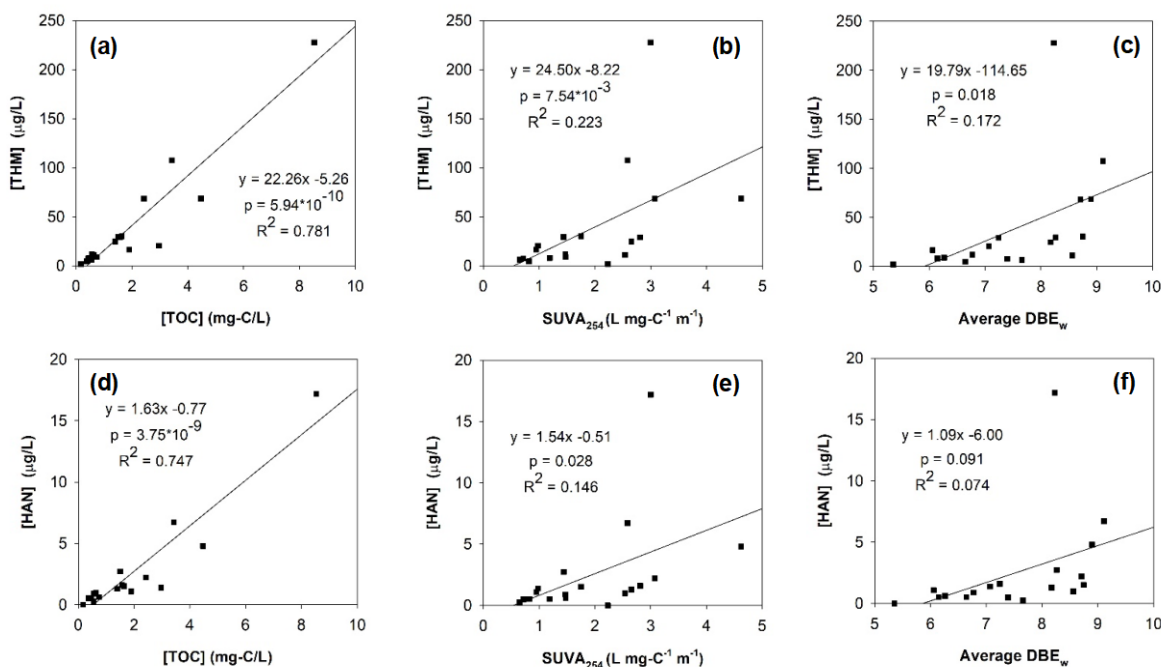 (a)
250
200
150
100
50
0
[THM] (μg/L)
y = 22.26x -5.26
p = 5.94*10⁻¹⁰
R² = 0.781
0 2 4 6 8 10
[TOC] (mg-C/L)
(b)
250
200
150
100
50
0
[THM] (μg/L)
y = 24.50x -8.22
p = 7.54*10⁻³
R² = 0.223
0 1 2 3 4 5
SUVA₂₅₄ (L mg-C⁻¹ m⁻¹)
(c)
250
200
150
100
50
0
[THM] (μg/L)
y = 19.79x -114.65
p = 0.018
R² = 0.172
5 6 7 8 9 10
Average DBEw
(d)
20
15
10
5
0
[HAN] (μg/L)
y = 1.63x -0.77
p = 3.75*10⁻⁹
R² = 0.747
0 2 4 6 8 10
[TOC] (mg-C/L)
(e)
20
15
10
5
0
[HAN] (μg/L)
y = 1.54x -0.51
p = 0.028
R² = 0.146
0 1 2 3 4 5
SUVA₂₅₄ (L mg-C⁻¹ m⁻¹)
(f)
20
15
10
5
0
[HAN] (μg/L)
y = 1.09x -6.00
p = 0.091
R² = 0.074
5 6 7 8 9 10
Average DBEw